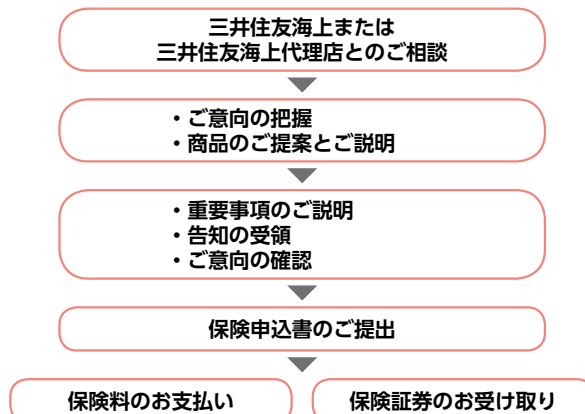 三井住友海上または
三井住友海上代理店とのご相談
・ご意向の把握
・商品のご提案とご説明
・重要事項のご説明
・告知の受領
・ご意向の確認
保険申込書のご提出
保険料のお支払い
保険証券のお受け取り